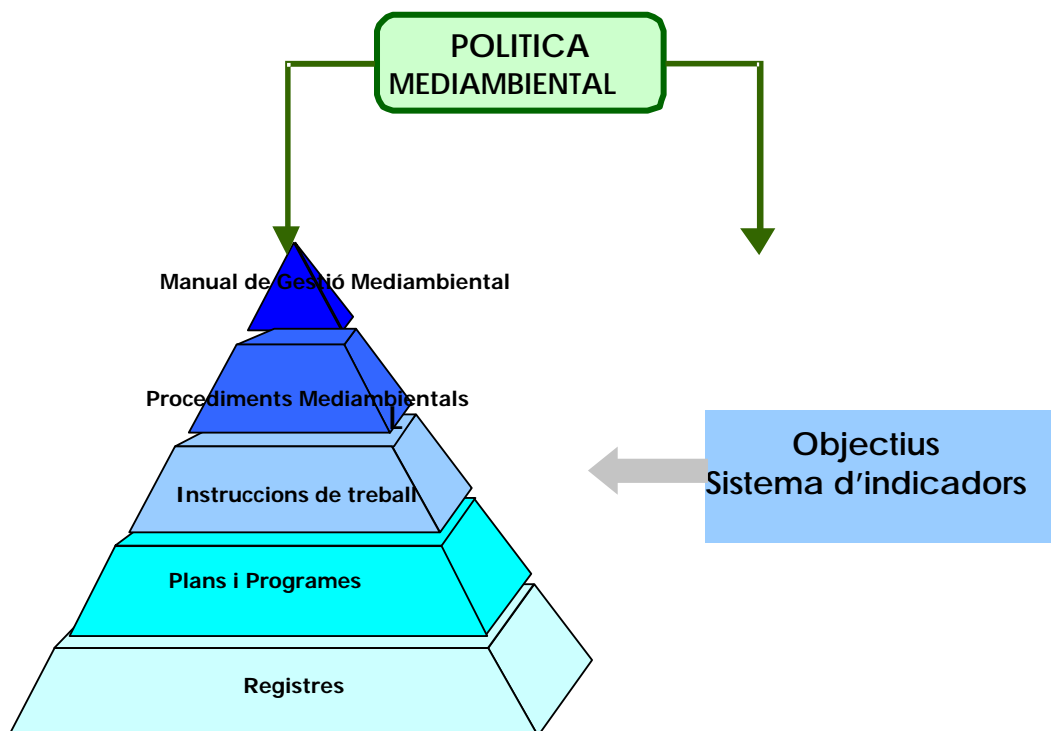 POLITICA
MEDIAMBIENTAL
Manual de Gestió Mediambiental
Procediments Mediambientals
L
Instruccions de treball
Objectius
Sistema d'indicadors
Plans i Programes
Registres